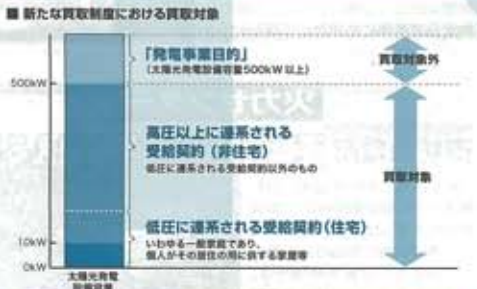 ■ 新たな買取制度における買取対象
「発電事業目的」
(太陽光発電設備容量500kW以上)
買取対象外
500kW
高圧以上に連系される
受給契約(非住宅)
低圧に連系される受給契約以外のもの
買取対象
低圧に連系される受給契約(住宅)
いわゆる一般家庭であり、
個人がその居住の用に供する家屋等
10kW
0kW
太陽光発電
設備容量